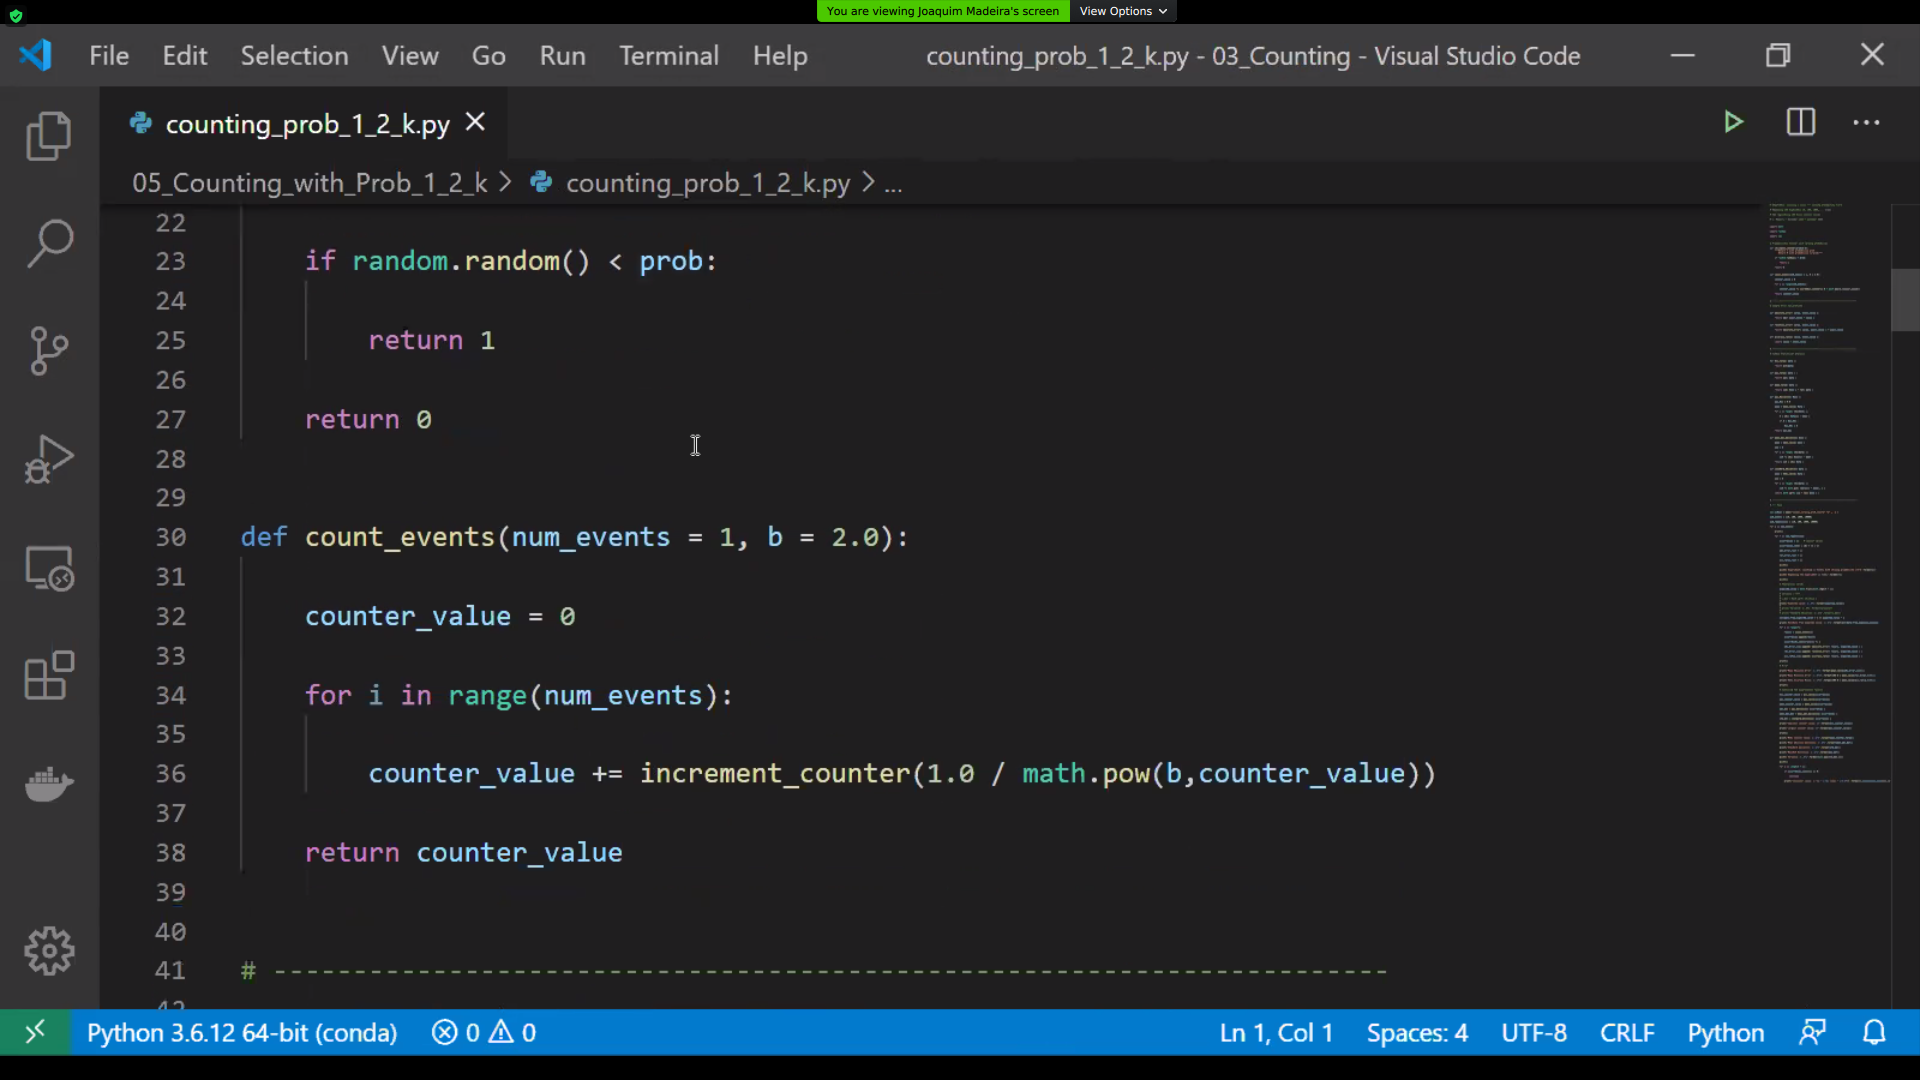 You are viewing Joaquim Madeira's screen View Options
File Edit Selection View Go Run Terminal Help counting_prob_1_2_k.py - 03_Counting - Visual Studio Code
counting_prob_1_2_k.py
05_Counting_with_Prob_1_2_k > counting_prob_1_2_k.py > ...
22
23 if random.random() < prob:
24
25 return 1
26
27 return 0
28
29
30 def count_events(num_events = 1, b = 2.0):
31
32 counter_value = 0
33
34 for i in range(num_events):
35
36 counter_value += increment_counter(1.0 / math.pow(b,counter_value))
37
38 return counter_value
39
40
41 # ----------------------------------------------------------------------
42
Python 3.6.12 64-bit (conda) 0 0 Ln 1, Col 1 Spaces: 4 UTF-8 CRLF Python